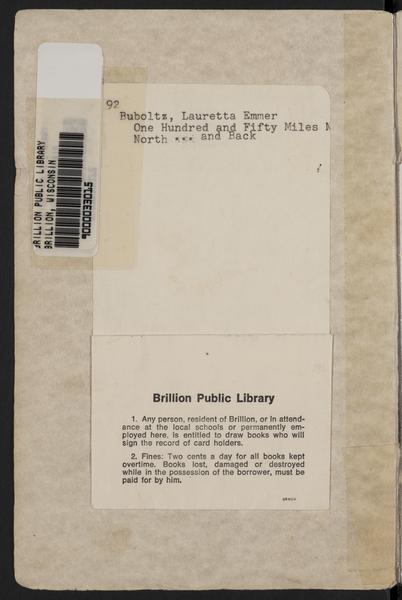 92
Buboltz, Lauretta Emmer
One Hundred and Fifty Miles N
North *** and Back
BRILLION PUBLIC LIBRARY
BRILLION, WISCONSIN
Brillion Public Library
1. Any person, resident of Brillion, or in attend-
ance at the local schools or permanently em-
ployed here, is entitled to draw books who will
sign the record of card holders.
2. Fines: Two cents a day for all books kept
overtime. Books lost, damaged or destroyed
while in the possession of the borrower, must be
paid for by him.